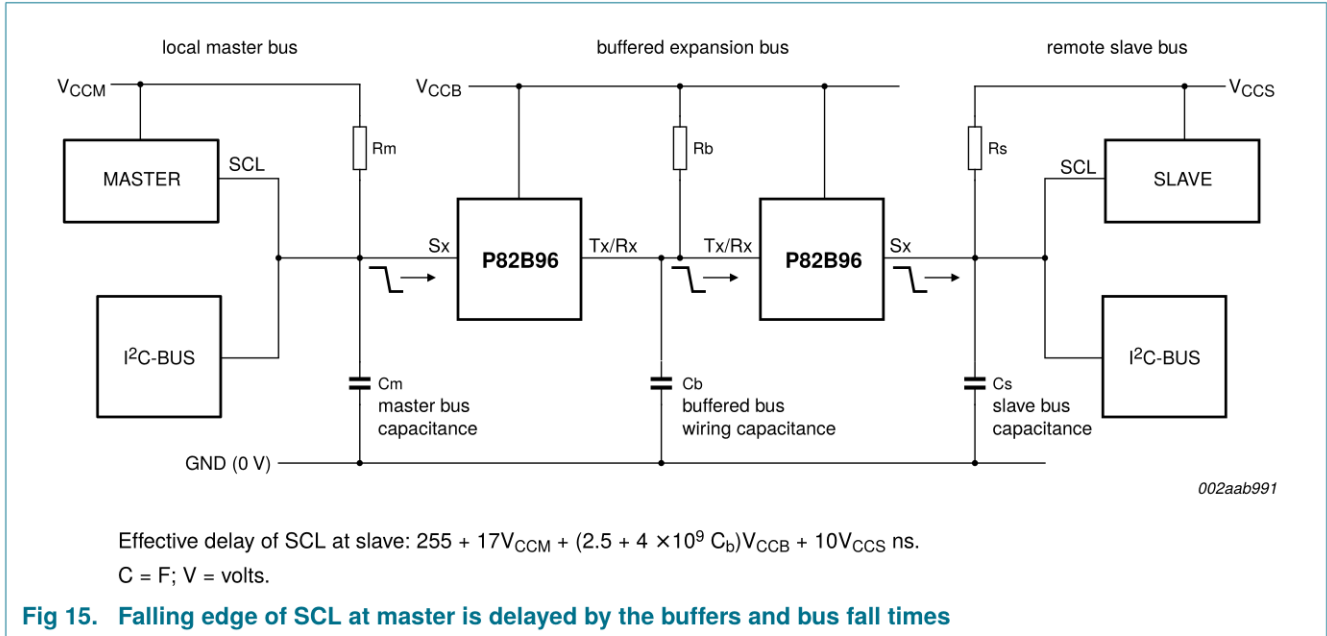 local master bus
buffered expansion bus
remote slave bus
VCCM
VCCB
VCCS
Rm
Rb
Rs
MASTER
SCL
SCL
SLAVE
Sx
P82B96
Tx/Rx
Tx/Rx
P82B96
Sx
I²C-BUS
I²C-BUS
Cm
master bus
capacitance
Cb
buffered bus
wiring capacitance
Cs
slave bus
capacitance
GND (0 V)
002aab991
Effective delay of SCL at slave: 255 + 17VCCM + (2.5 + 4 ×10⁹ Cb)VCCB + 10VCCS ns.
C = F; V = volts.
Fig 15. Falling edge of SCL at master is delayed by the buffers and bus fall times